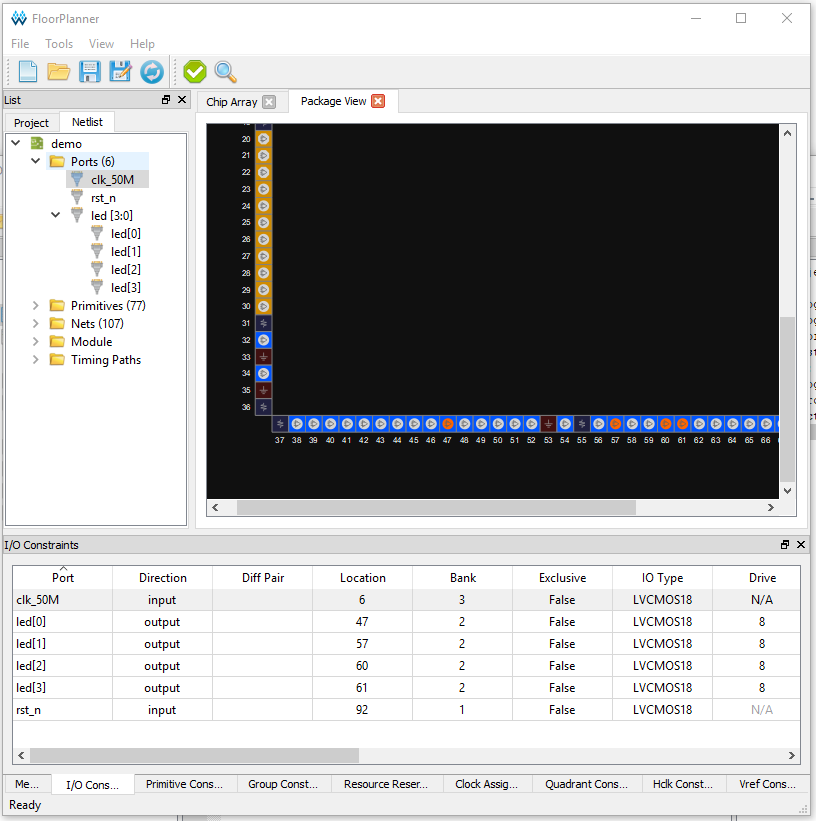 FloorPlanner
File Tools View Help
List
Chip Array Package View
Project Netlist
demo
Ports (6)
clk_50M
rst_n
led [3:0]
led[0]
led[1]
led[2]
led[3]
Primitives (77)
Nets (107)
Module
Timing Paths
20
21
22
23
24
25
26
27
28
29
30
31
32
33
34
35
36
37 38 39 40 41 42 43 44 45 46 47 48 49 50 51 52 53 54 55 56 57 58 59 60 61 62 63 64 65 66
I/O Constraints
Port Direction Diff Pair Location Bank Exclusive IO Type Drive
clk_50M input 6 3 False LVCMOS18 N/A
led[0] output 47 2 False LVCMOS18 8
led[1] output 57 2 False LVCMOS18 8
led[2] output 60 2 False LVCMOS18 8
led[3] output 61 2 False LVCMOS18 8
rst_n input 92 1 False LVCMOS18 N/A
Me... I/O Cons... Primitive Cons... Group Const... Resource Reser... Clock Assig... Quadrant Cons... Hclk Const... Vref Cons...
Ready